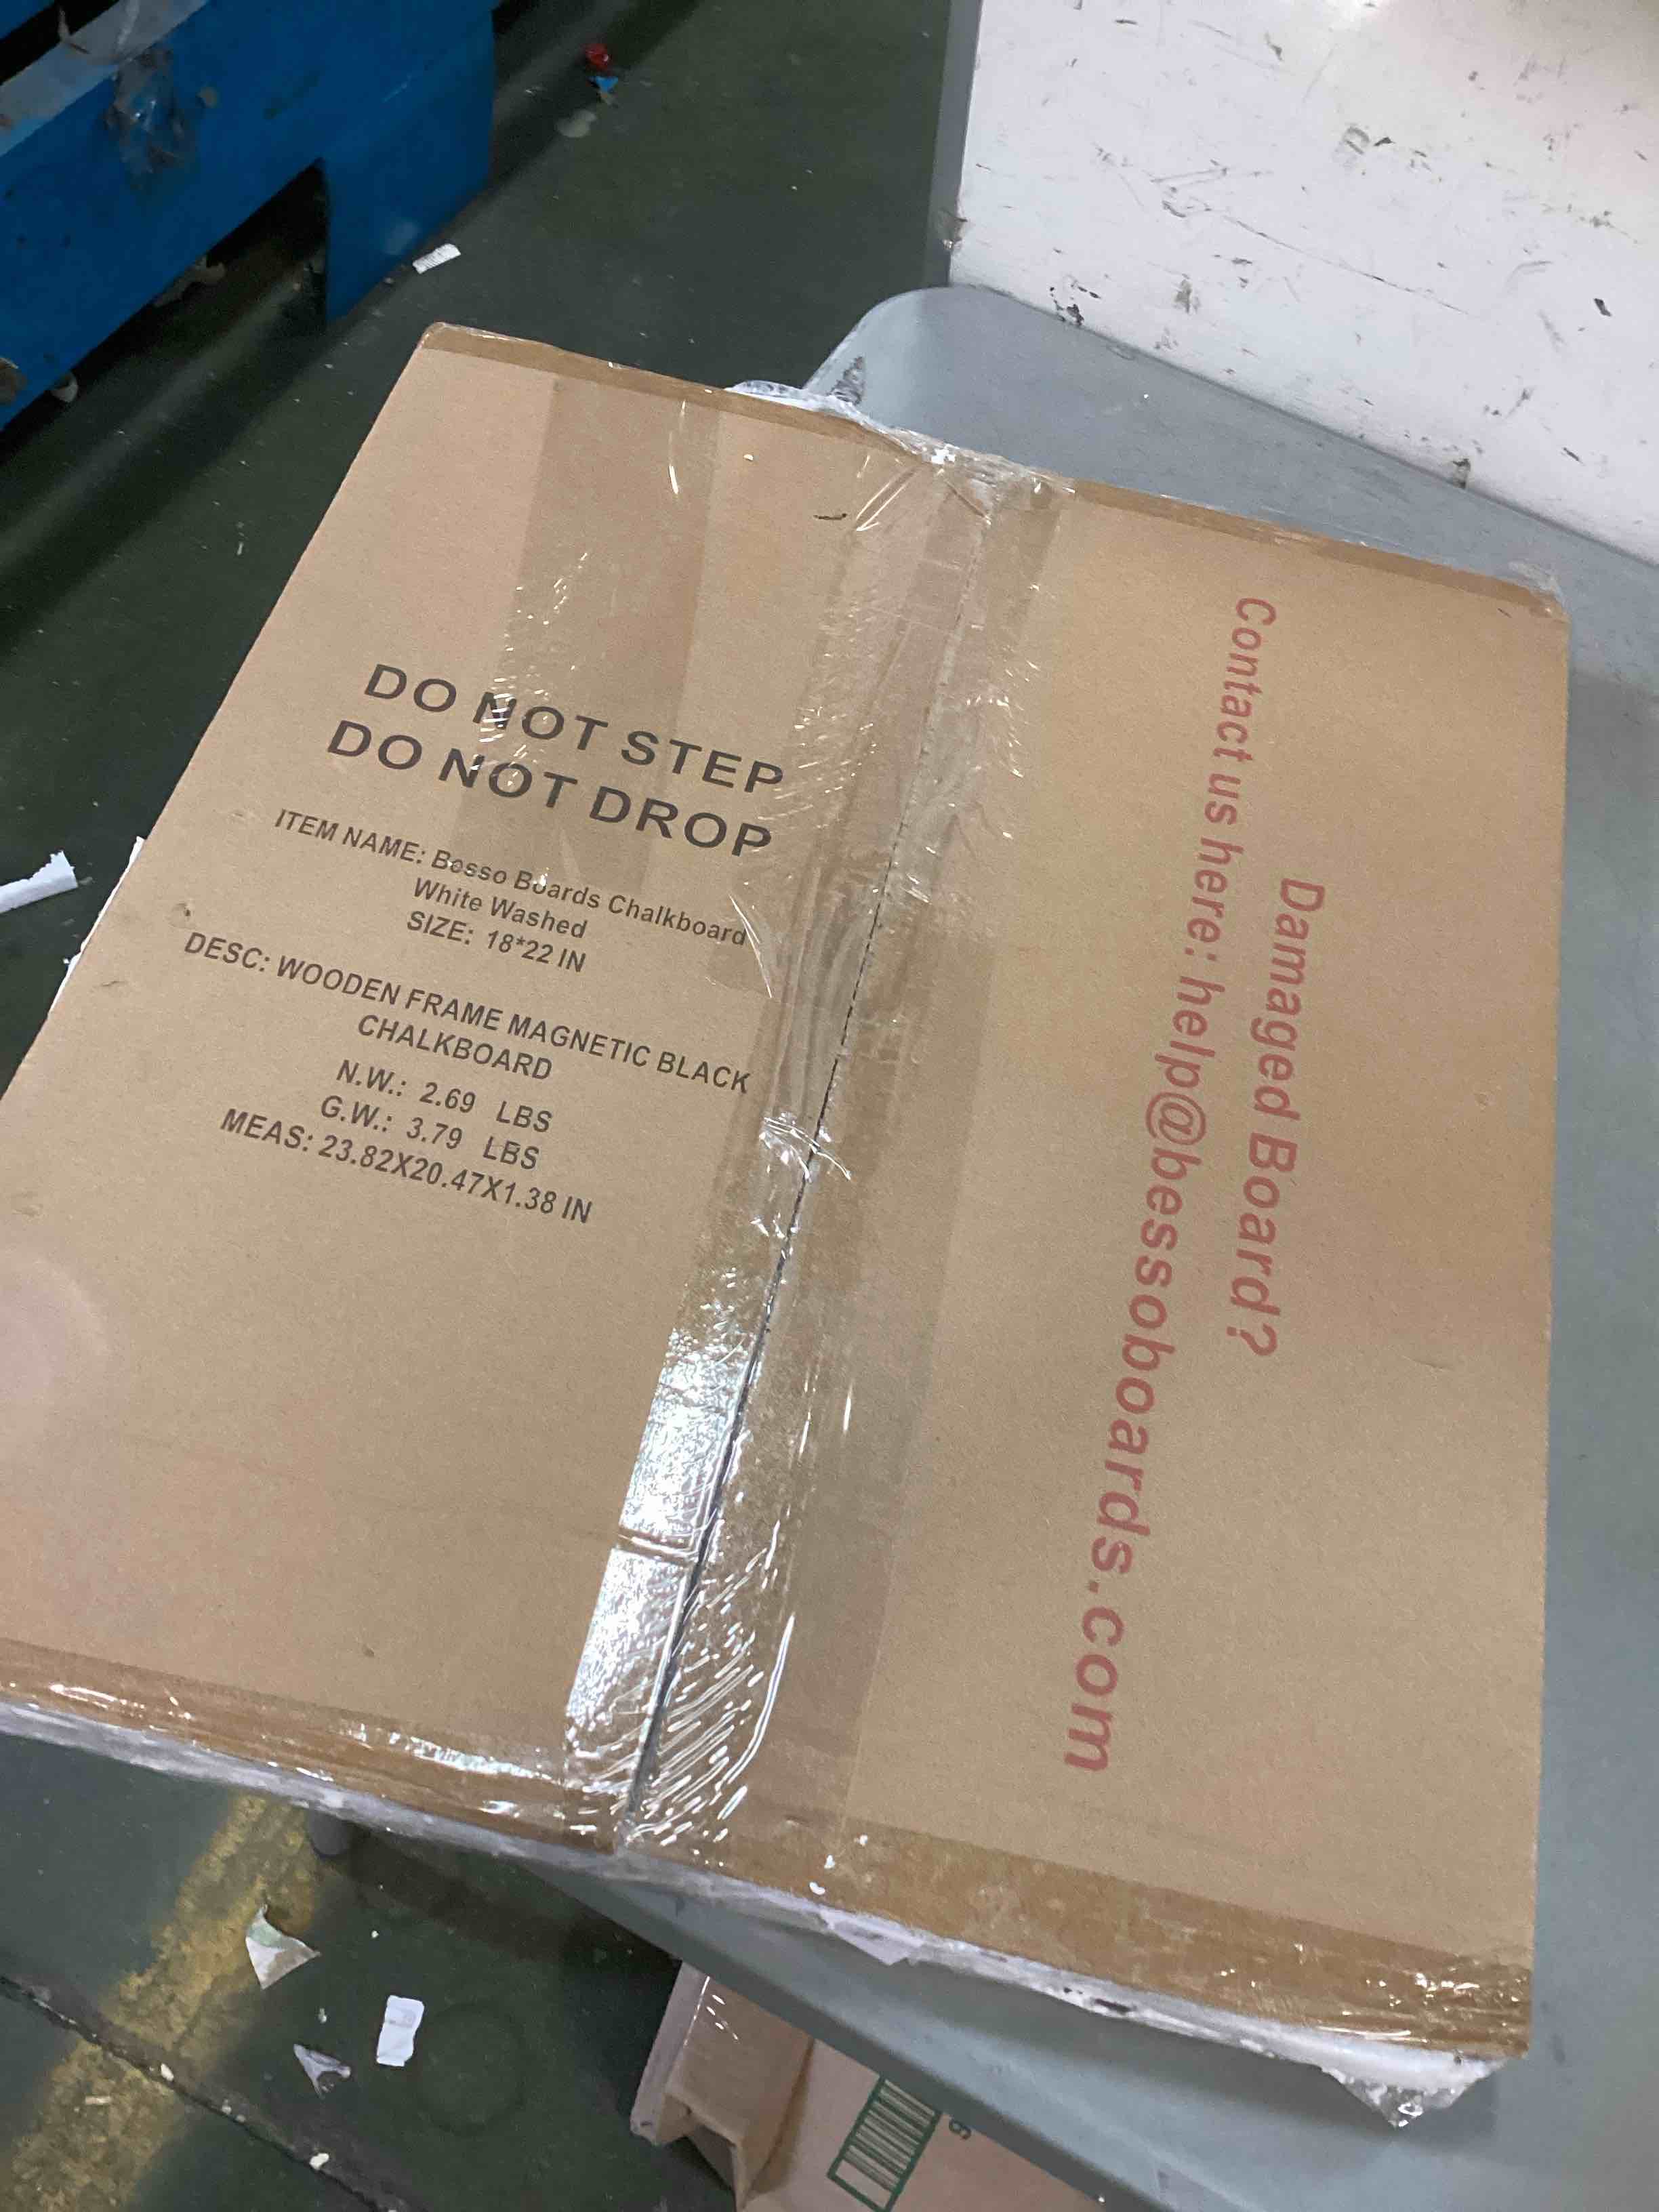 DO NOT STEP
DO NOT DROP
ITEM NAME: Besso Boards Chalkboard
White Washed
SIZE: 18*22 IN
DESC: WOODEN FRAME MAGNETIC BLACK
CHALKBOARD
N.W.: 2.69 LBS
G.W.: 3.79 LBS
MEAS: 23.82X20.47X1.38 IN
Damaged Board?
Contact us here: help@bessoboards.com